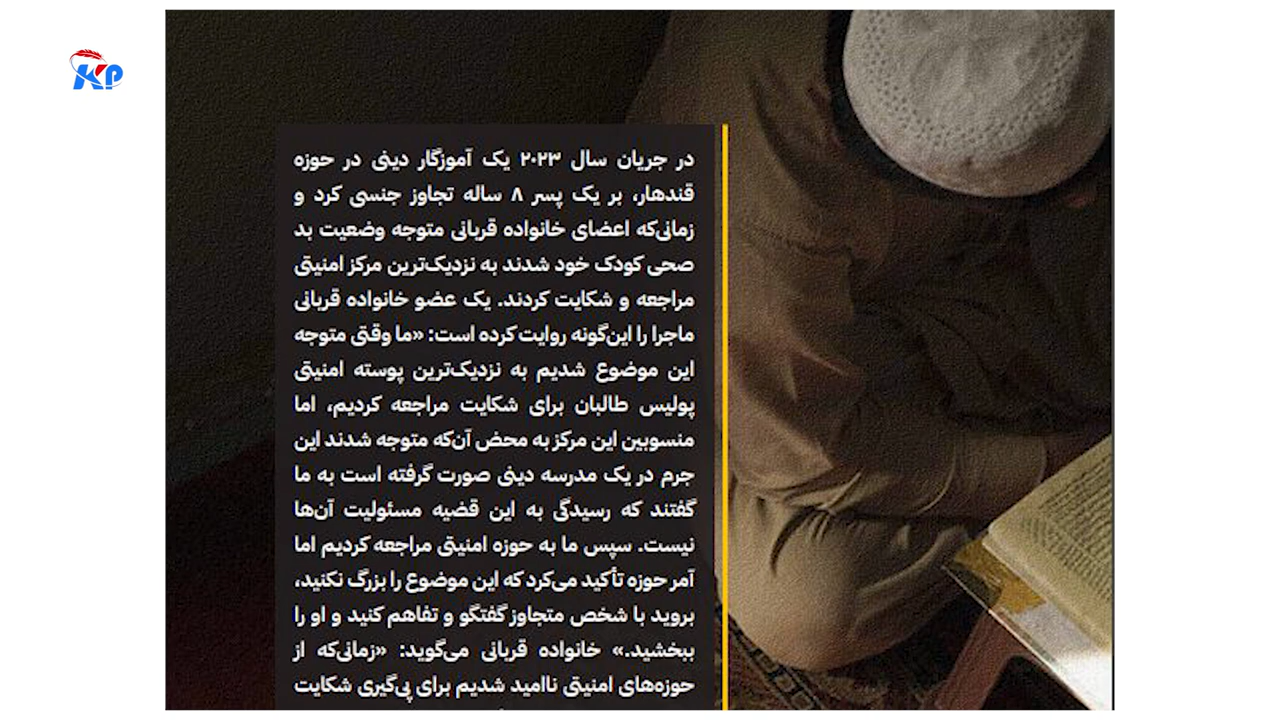 KP
در جریان سال ۲۰۲۳ یک آموزگار دینی در حوزه
قندهار، بر یک پسر ۸ ساله تجاوز جنسی کرد و
زمانی‌که اعضای خانواده قربانی متوجه وضعیت بد
صحی کودک خود شدند به نزدیک‌ترین مرکز امنیتی
مراجعه و شکایت کردند. یک عضو خانواده قربانی
ماجرا را این‌گونه روایت کرده است: «ما وقتی متوجه
این موضوع شدیم به نزدیک‌ترین پوسته امنیتی
پولیس طالبان برای شکایت مراجعه کردیم، اما
منسوبین این مرکز به محض آن‌که متوجه شدند این
جرم در یک مدرسه دینی صورت گرفته است به ما
گفتند که رسیدگی به این قضیه مسئولیت آن‌ها
نیست. سپس ما به حوزه امنیتی مراجعه کردیم اما
آمر حوزه تأکید می‌کرد که این موضوع را بزرگ نکنید،
بروید با شخص متجاوز گفتگو و تفاهم کنید و او را
ببخشید.» خانواده قربانی می‌گوید: «زمانی‌که از
حوزه‌های امنیتی ناامید شدیم برای پی‌گیری شکایت